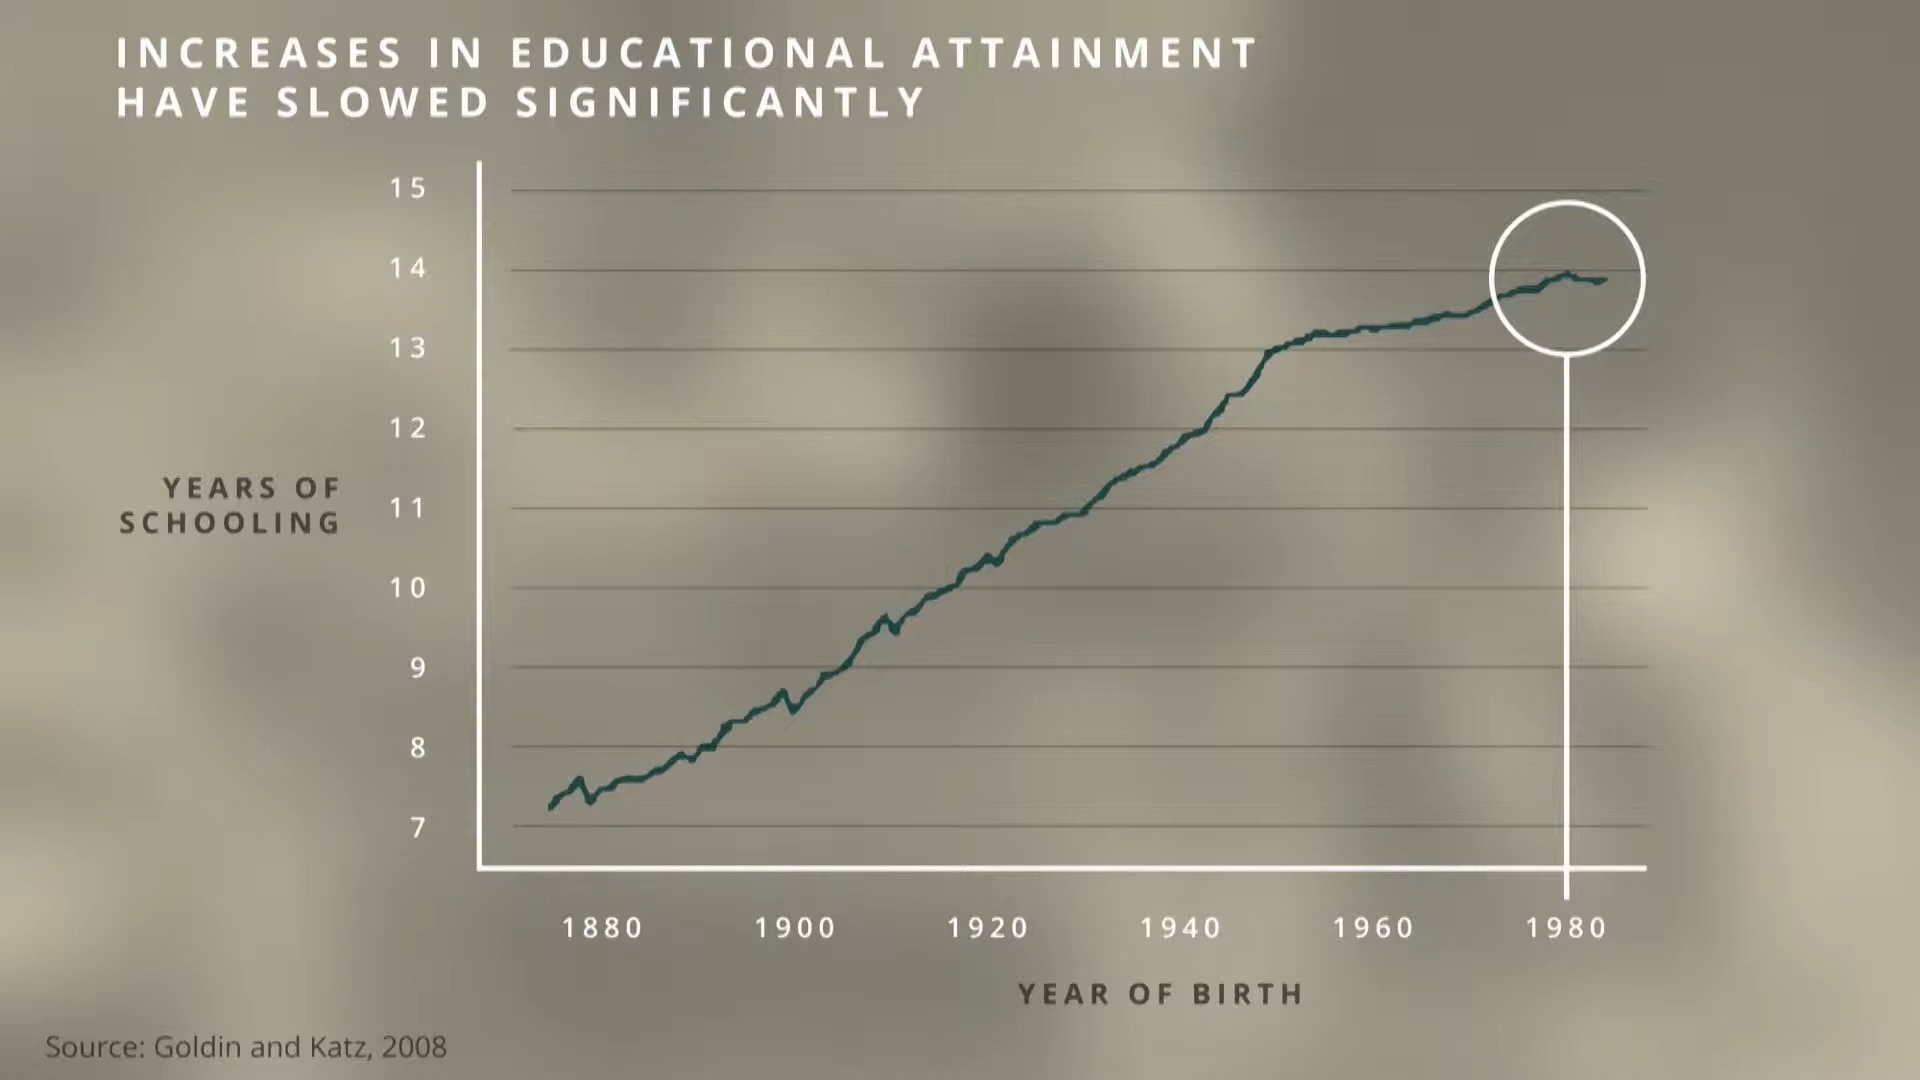 INCREASES IN EDUCATIONAL ATTAINMENT
HAVE SLOWED SIGNIFICANTLY
15
14
13
12
11
10
9
8
7
YEARS OF
SCHOOLING
1880 1900 1920 1940 1960 1980
YEAR OF BIRTH
Source: Goldin and Katz, 2008